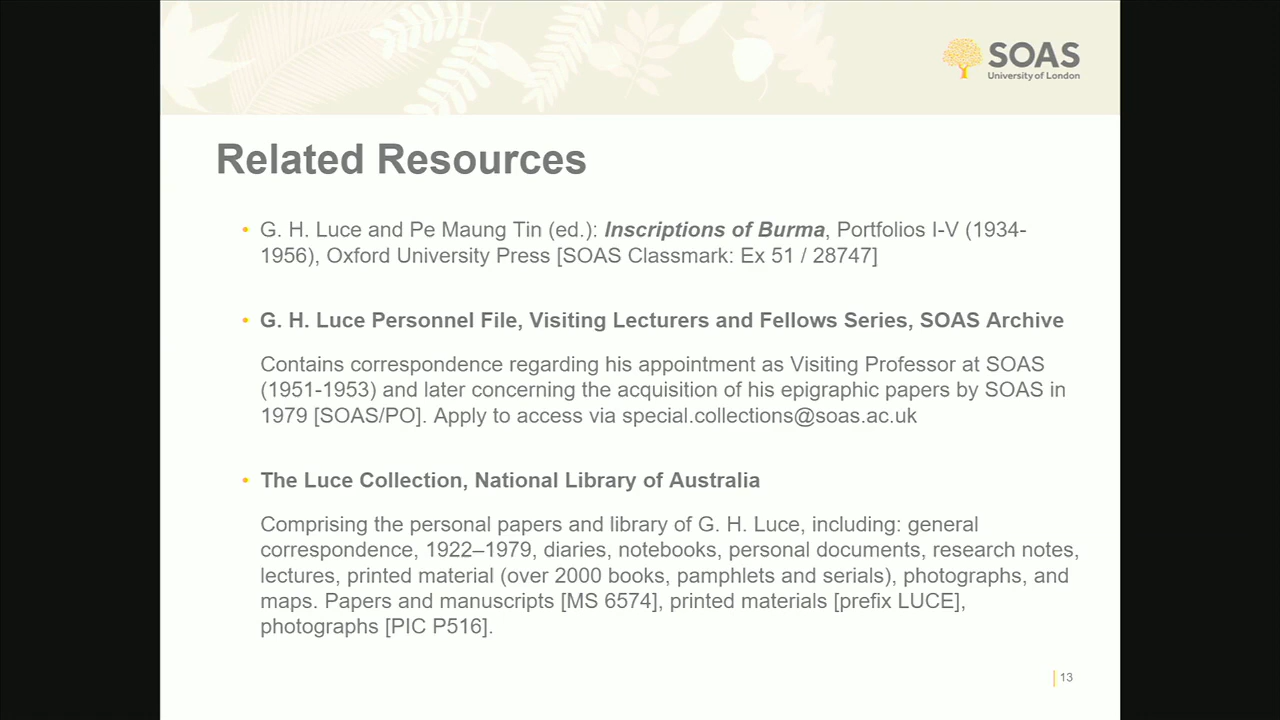 SOAS
University of London
Related Resources
• G. H. Luce and Pe Maung Tin (ed.): Inscriptions of Burma, Portfolios I-V (1934-
1956), Oxford University Press [SOAS Classmark: Ex 51 / 28747]
• G. H. Luce Personnel File, Visiting Lecturers and Fellows Series, SOAS Archive
Contains correspondence regarding his appointment as Visiting Professor at SOAS
(1951-1953) and later concerning the acquisition of his epigraphic papers by SOAS in
1979 [SOAS/PO]. Apply to access via special.collections@soas.ac.uk
• The Luce Collection, National Library of Australia
Comprising the personal papers and library of G. H. Luce, including: general
correspondence, 1922–1979, diaries, notebooks, personal documents, research notes,
lectures, printed material (over 2000 books, pamphlets and serials), photographs, and
maps. Papers and manuscripts [MS 6574], printed materials [prefix LUCE],
photographs [PIC P516].
13